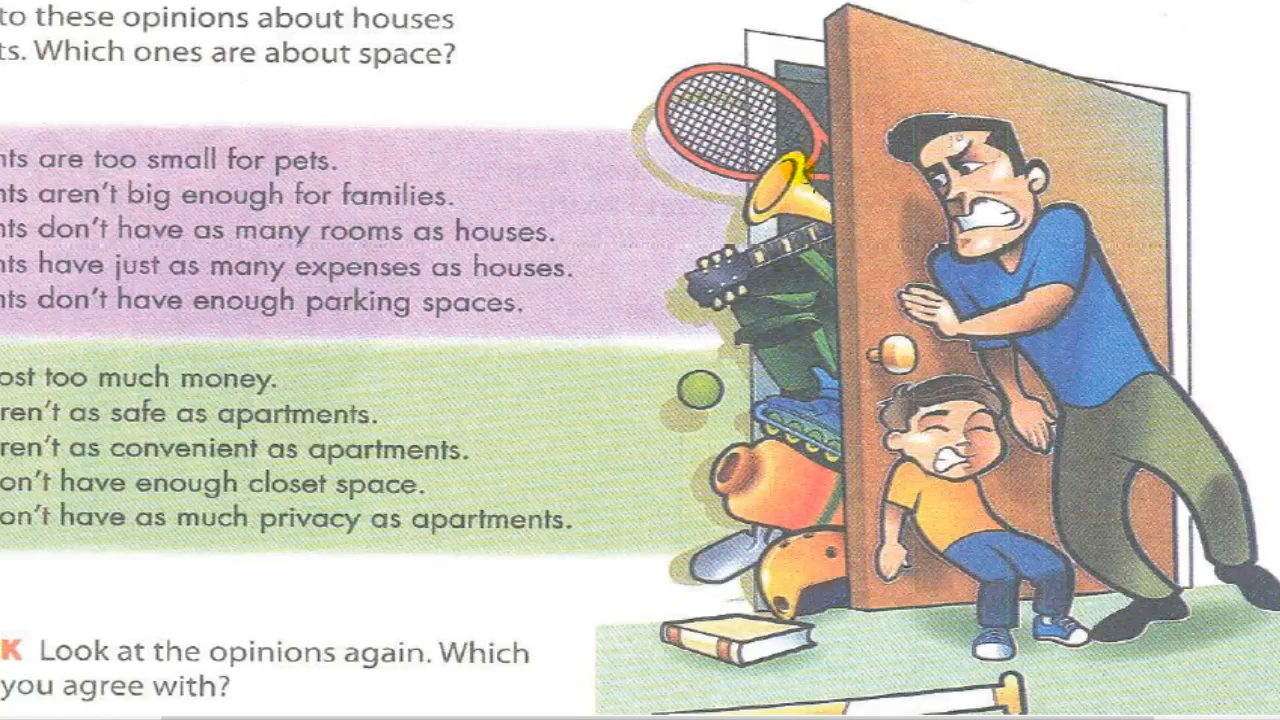 to these opinions about houses
ts. Which ones are about space?
nts are too small for pets.
nts aren't big enough for families.
nts don't have as many rooms as houses.
nts have just as many expenses as houses.
nts don't have enough parking spaces.
ost too much money.
ren't as safe as apartments.
ren't as convenient as apartments.
on't have enough closet space.
on't have as much privacy as apartments.
K Look at the opinions again. Which
you agree with?